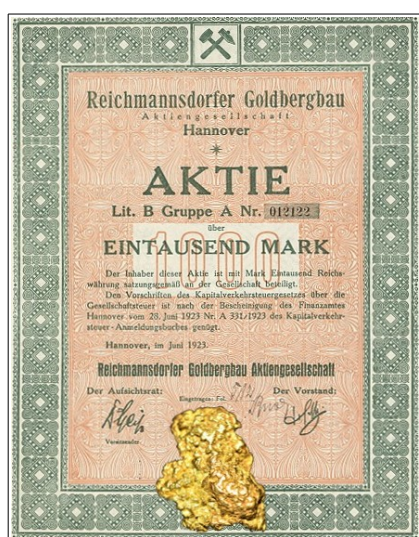 Reichmannsdorfer Goldbergbau
Aktiengesellschaft
Hannover
AKTIE
Lit. B Gruppe A Nr. 012122
über
EINTAUSEND MARK
1000
Der Inhaber dieser Aktie ist mit Mark Eintausend Reichs-
währung satzungsgemäß an der Gesellschaft beteiligt.
Den Vorschriften des Kapitalverkehrsteuergesetzes über die
Gesellschaftsteuer ist nach der Bescheinigung des Finanzamtes
Hannover vom 28. Juni 1923 Nr. A 331/1923 des Kapitalverkehr-
steuer-Anmeldungsbuches genügt.
Hannover, im Juni 1923.
Reichmannsdorfer Goldbergbau Aktiengesellschaft
Der Aufsichtsrat: Eingetragen: Fol. Der Vorstand:
Vorsitzender